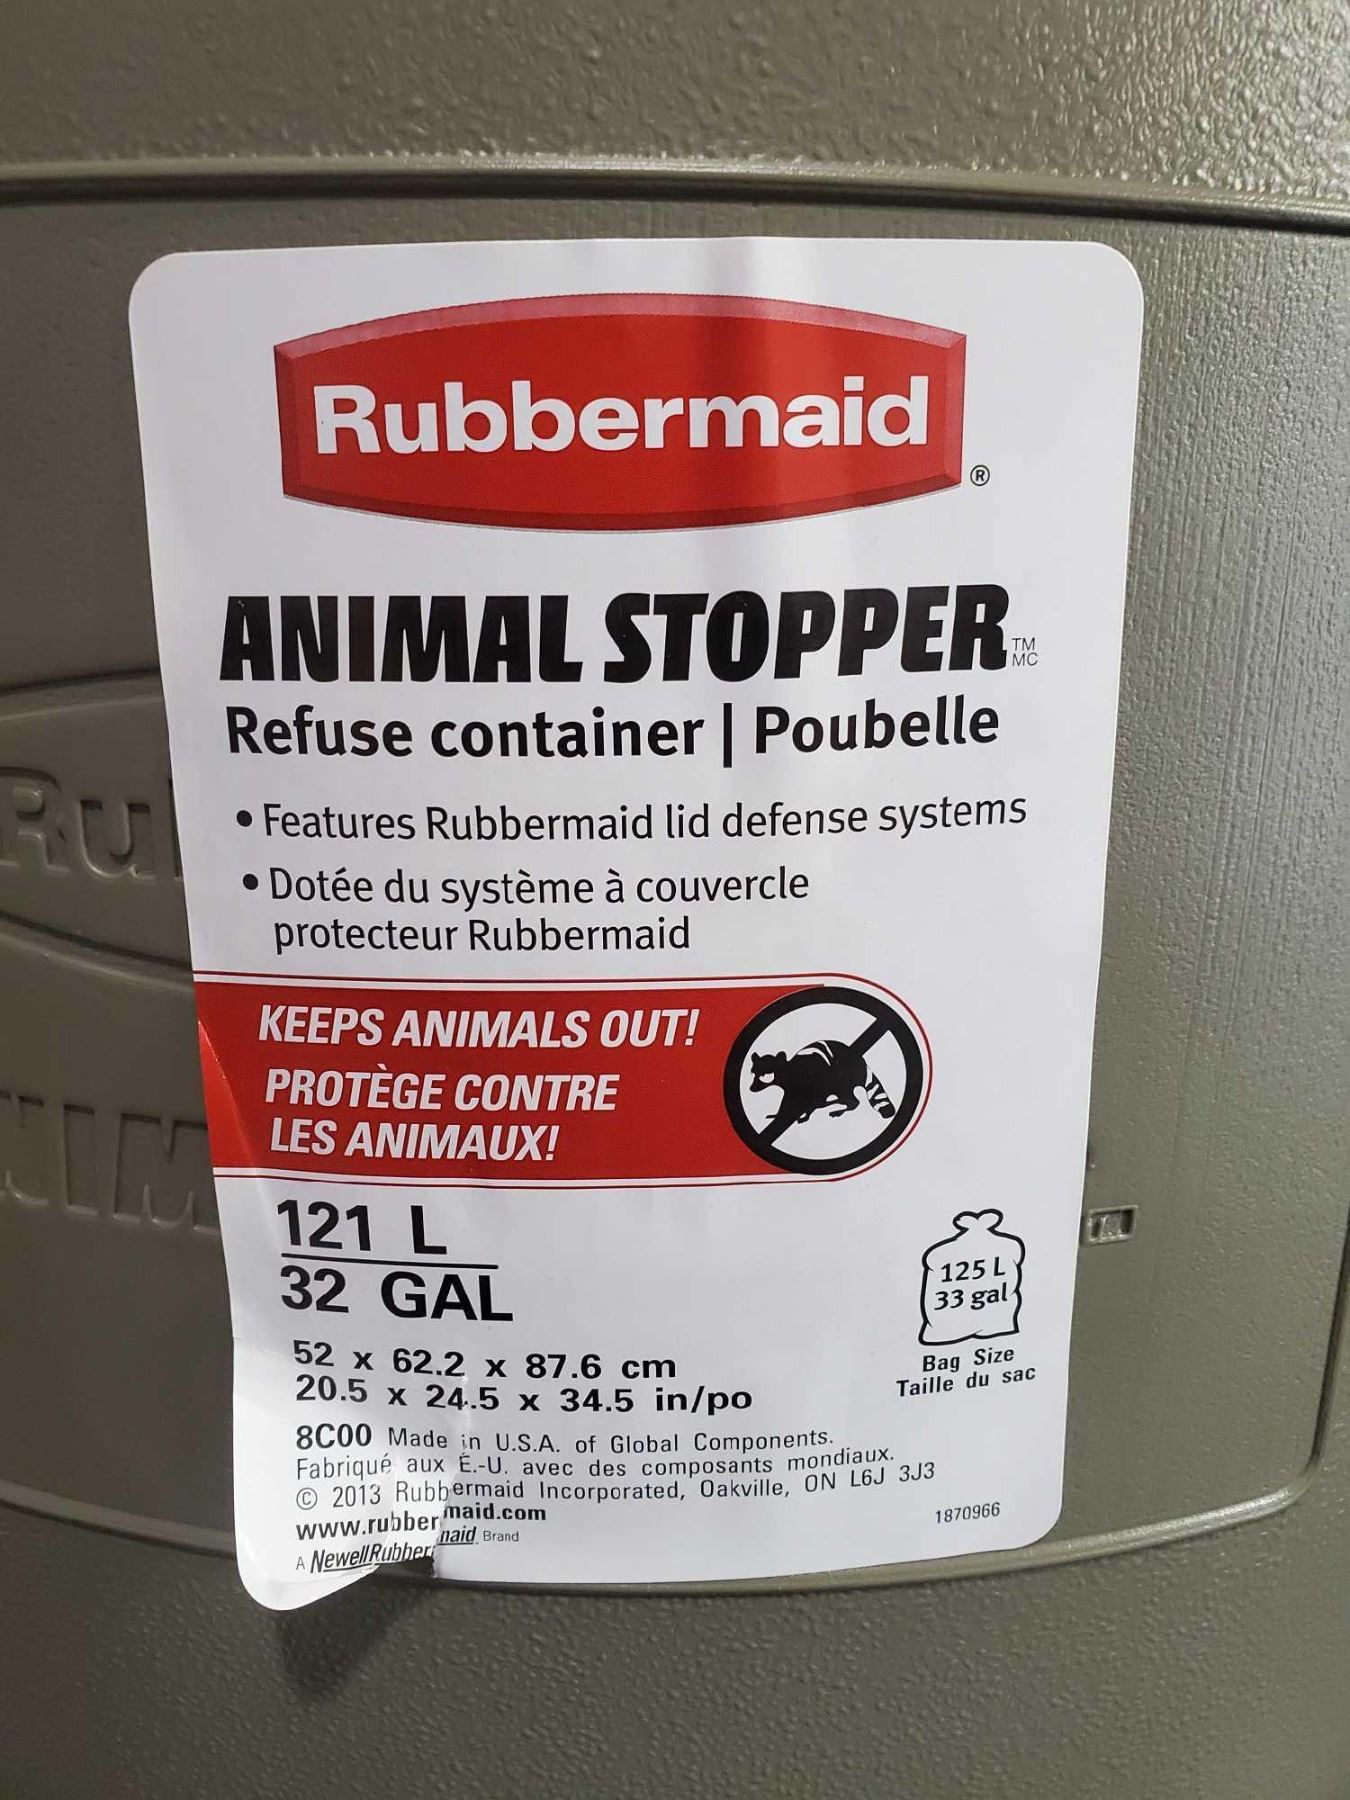 Rubbermaid
®
ANIMAL STOPPER
TM
MC
Refuse container | Poubelle
• Features Rubbermaid lid defense systems
• Dotée du système à couvercle
protecteur Rubbermaid
KEEPS ANIMALS OUT!
PROTÈGE CONTRE
LES ANIMAUX!
121 L
32 GAL
125 L
33 gal
Bag Size
Taille du sac
52 x 62.2 x 87.6 cm
20.5 x 24.5 x 34.5 in/po
8C00 Made in U.S.A. of Global Components.
Fabriqué aux É.-U. avec des composants mondiaux.
© 2013 Rubbermaid Incorporated, Oakville, ON L6J 3J3
www.rubbermaid.com
1870966
A NewellRubbermaid Brand
Ru
NIM